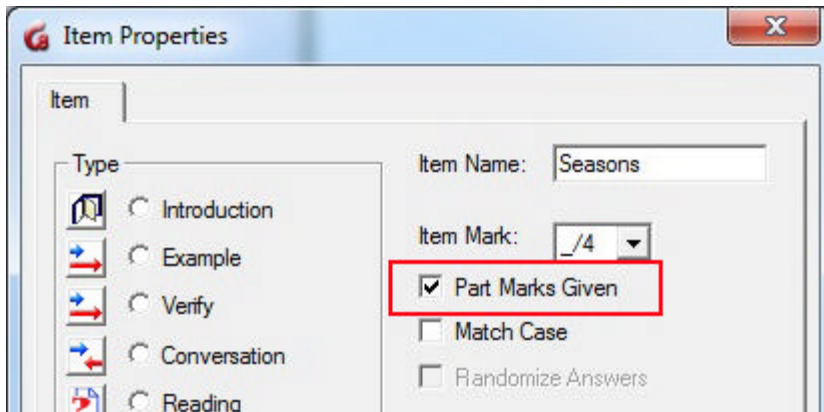 Item Properties
Item
Type
Introduction
Example
Verify
Conversation
Reading
Item Name: Seasons
Item Mark: _/4
Part Marks Given
Match Case
Randomize Answers